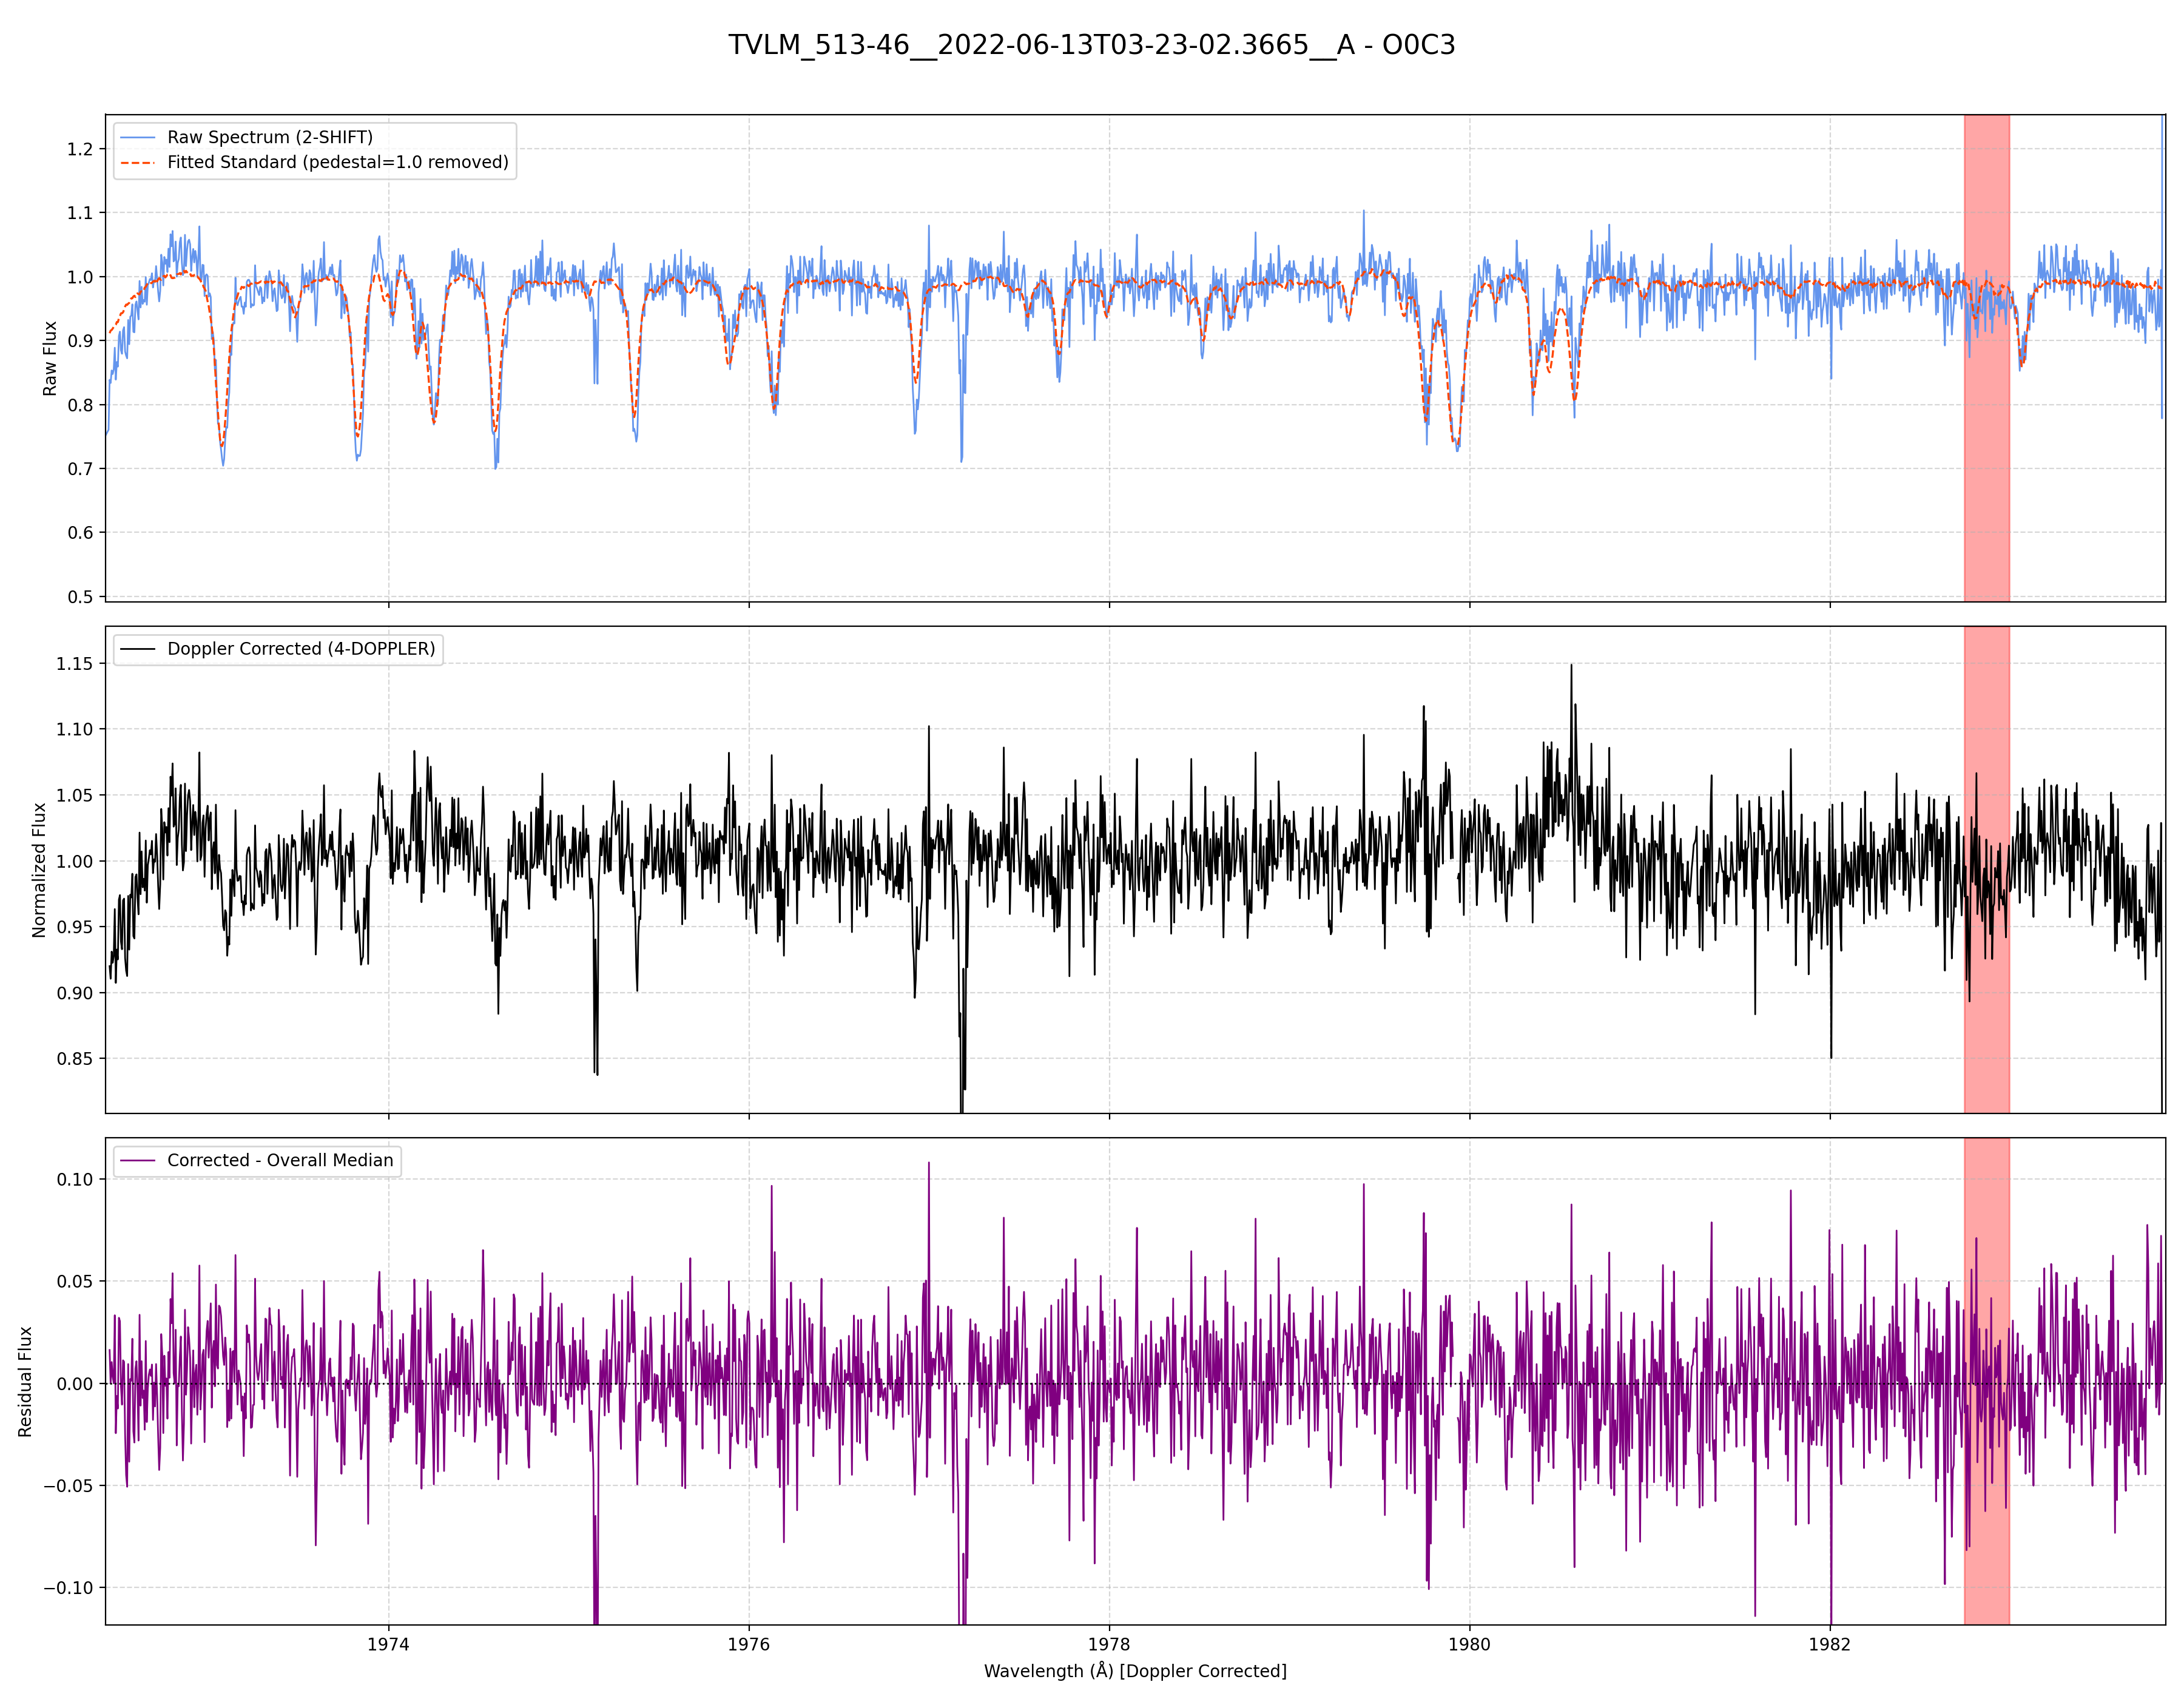 TVLM_513-46__2022-06-13T03-23-02.3665__A - O0C3
Raw Spectrum (2-SHIFT)
Fitted Standard (pedestal=1.0 removed)
Raw Flux
1.2
1.1
1.0
0.9
0.8
0.7
0.6
0.5
Doppler Corrected (4-DOPPLER)
Normalized Flux
1.15
1.10
1.05
1.00
0.95
0.90
0.85
Corrected - Overall Median
Residual Flux
0.10
0.05
0.00
−0.05
−0.10
1974
1976
1978
1980
1982
Wavelength (Å) [Doppler Corrected]